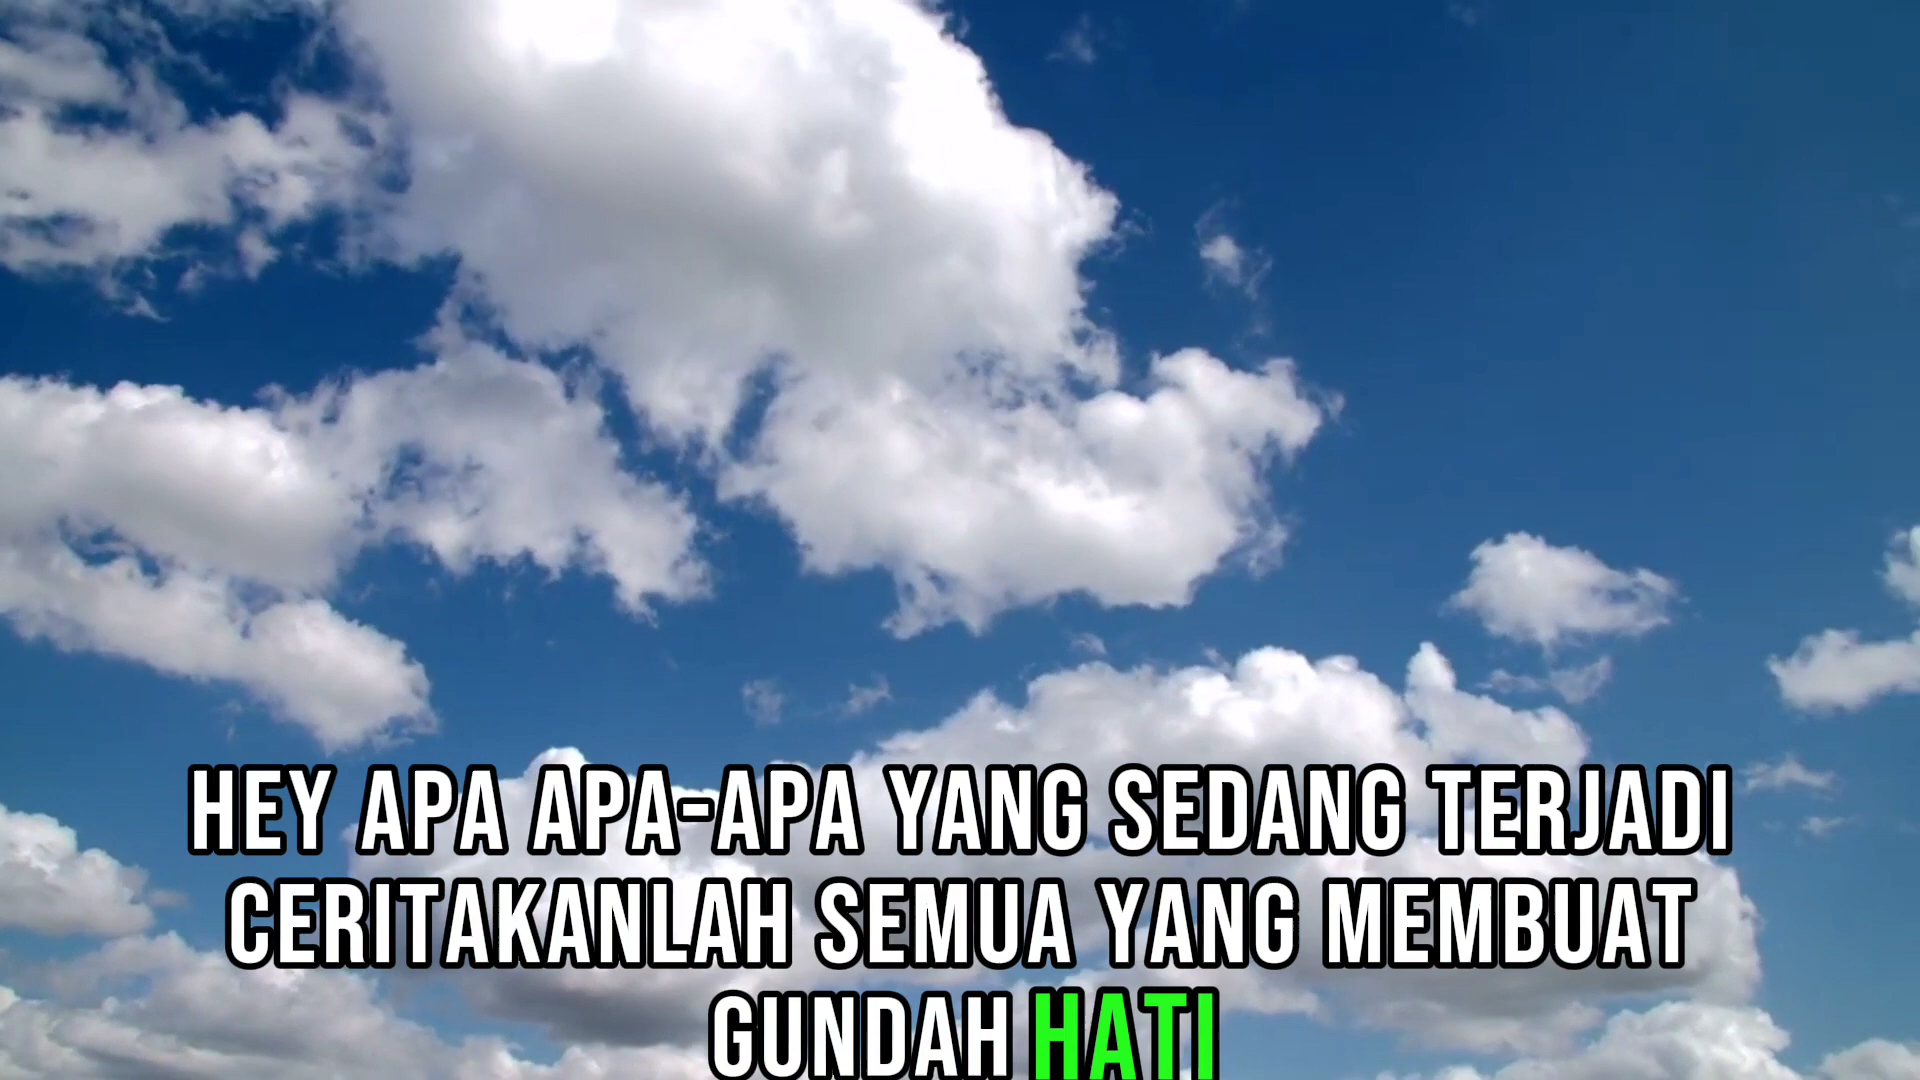 HEY APA APA-APA YANG SEDANG TERJADI
CERITAKANLAH SEMUA YANG MEMBUAT
GUNDAH HATI